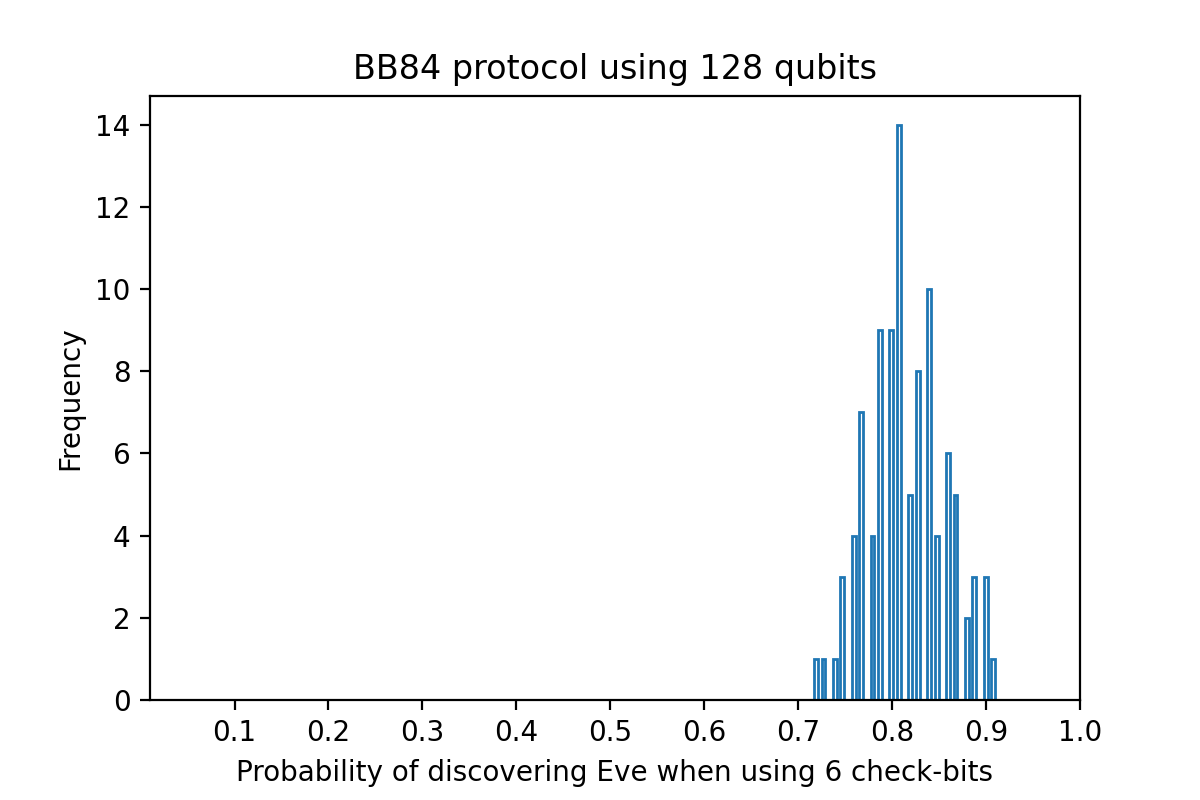 BB84 protocol using 128 qubits
14
12
10
8
6
4
2
0
Frequency
0.1 0.2 0.3 0.4 0.5 0.6 0.7 0.8 0.9 1.0
Probability of discovering Eve when using 6 check-bits